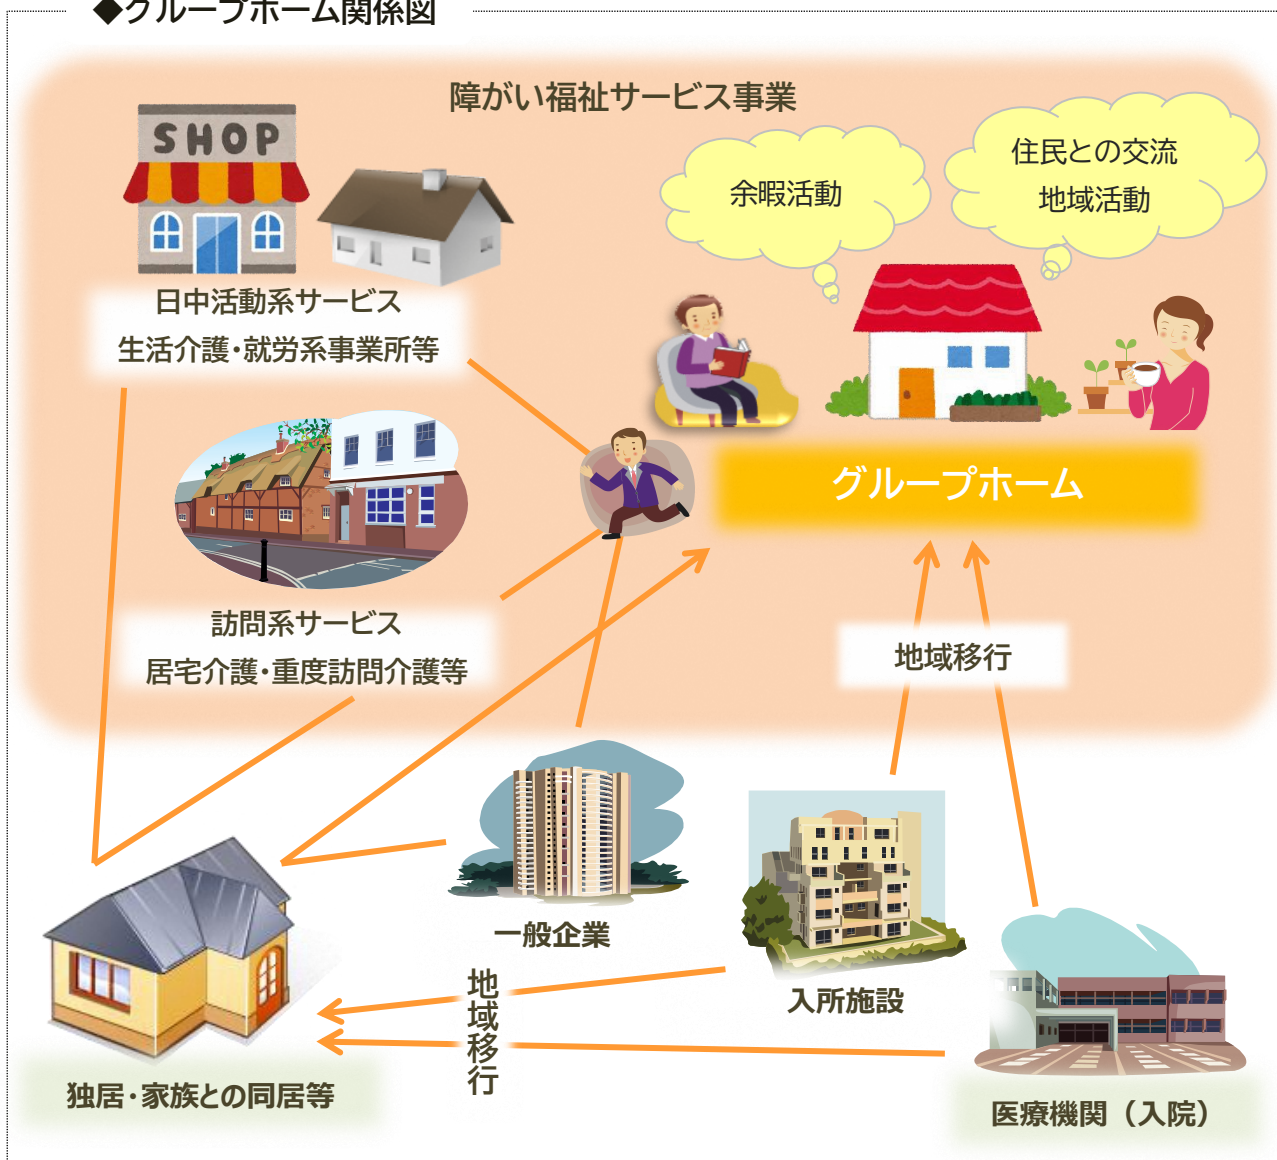 ◆グループホーム関係図
障がい福祉サービス事業
SHOP
余暇活動
住民との交流
地域活動
日中活動系サービス
生活介護・就労系事業所等
グループホーム
訪問系サービス
居宅介護・重度訪問介護等
地域移行
一般企業
入所施設
地域移行
独居・家族との同居等
医療機関（入院）